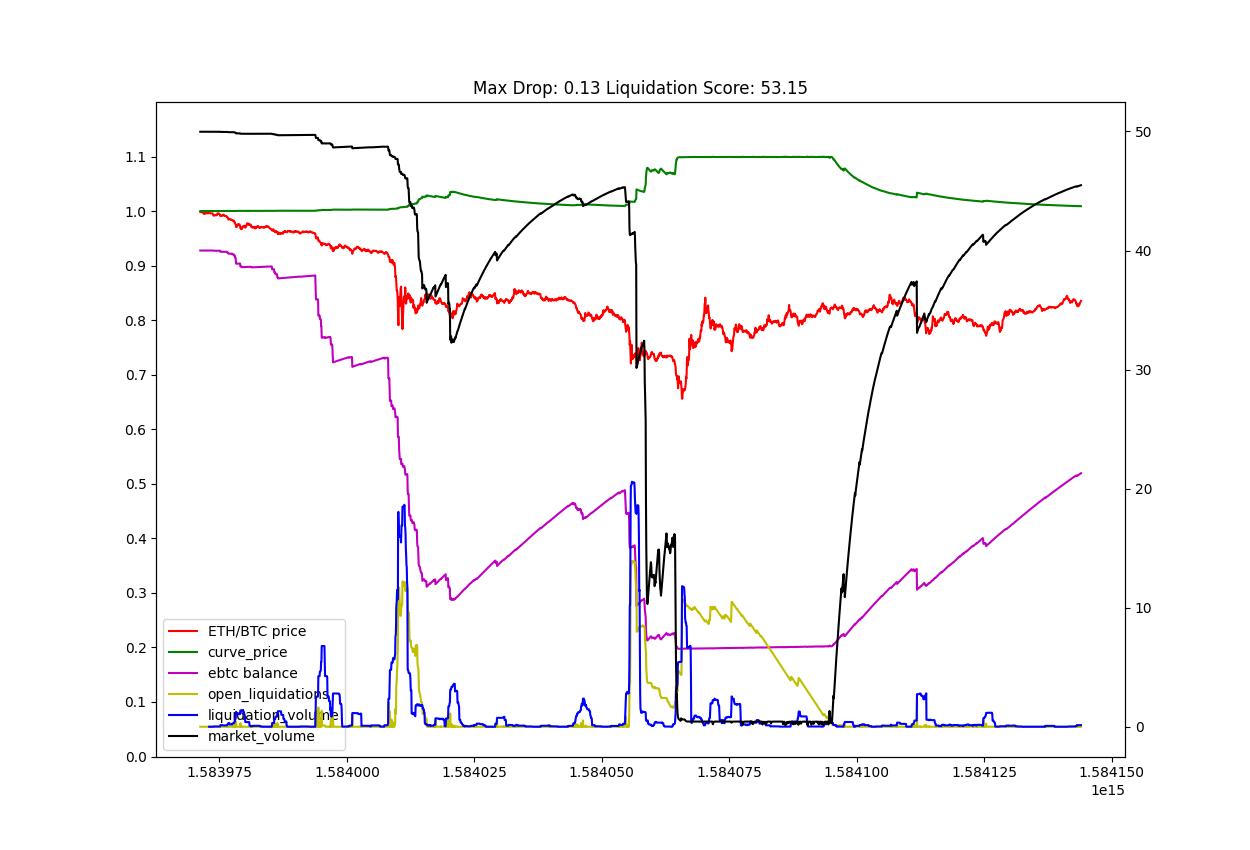 Max Drop: 0.13 Liquidation Score: 53.15
1.1
1.0
0.9
0.8
0.7
0.6
0.5
0.4
0.3
0.2
0.1
0.0
50
40
30
20
10
0
ETH/BTC price
curve_price
ebtc balance
open_liquidations
liquidation_volume
market_volume
1.583975 1.584000 1.584025 1.584050 1.584075 1.584100 1.584125 1.584150
1e15